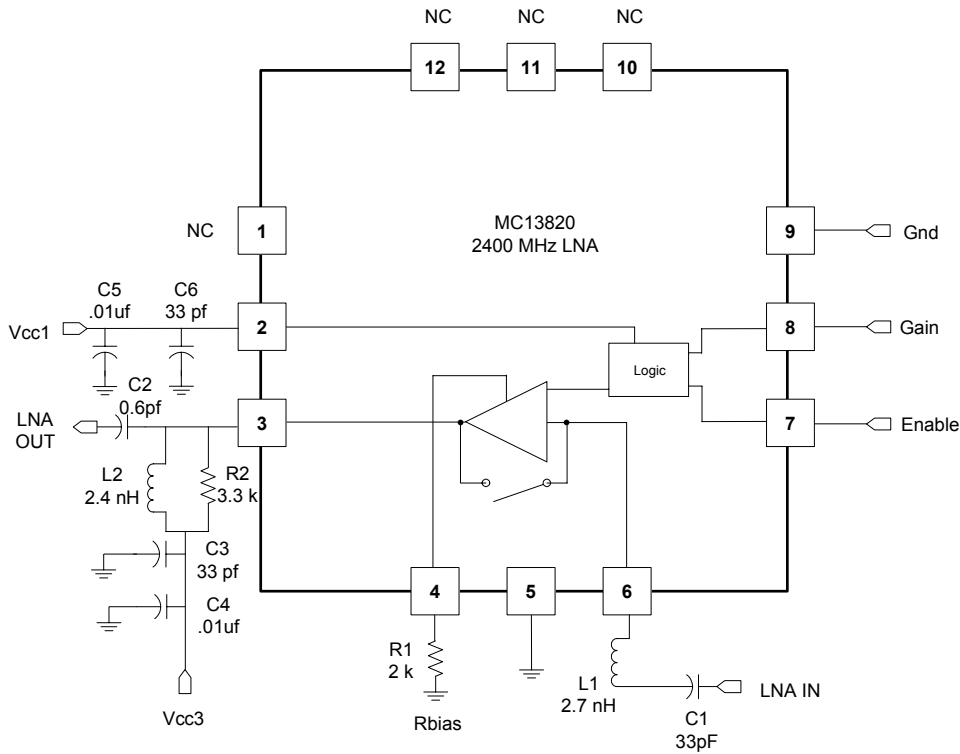 NC
NC
NC
12
11
10
NC
1
MC13820
2400 MHz LNA
9
Gnd
C5
.01uf
C6
33 pf
Vcc1
2
8
Gain
Logic
C2
0.6pf
LNA
OUT
3
7
Enable
L2
2.4 nH
R2
3.3 k
C3
33 pf
4
5
6
C4
.01uf
R1
2 k
L1
2.7 nH
LNA IN
Vcc3
Rbias
C1
33pF